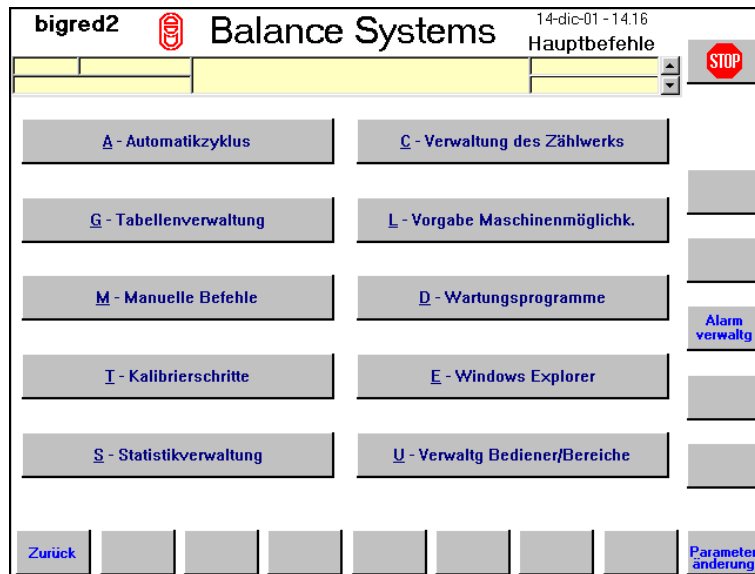 bigred2
Balance Systems
14-dic-01 - 14.16
Hauptbefehle
STOP
A - Automatikzyklus
C - Verwaltung des Zählwerks
G - Tabellenverwaltung
L - Vorgabe Maschinenmöglichk.
M - Manuelle Befehle
D - Wartungsprogramme
Alarm
verwaltg
T - Kalibrierschritte
E - Windows Explorer
S - Statistikverwaltung
U - Verwaltg Bediener/Bereiche
Zurück
Parameter
änderung